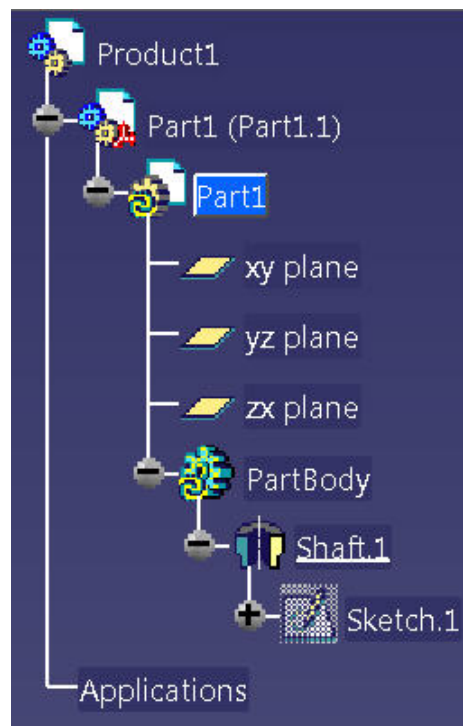 Product1
Part1 (Part1.1)
Part1
xy plane
yz plane
zx plane
PartBody
Shaft.1
Sketch.1
Applications